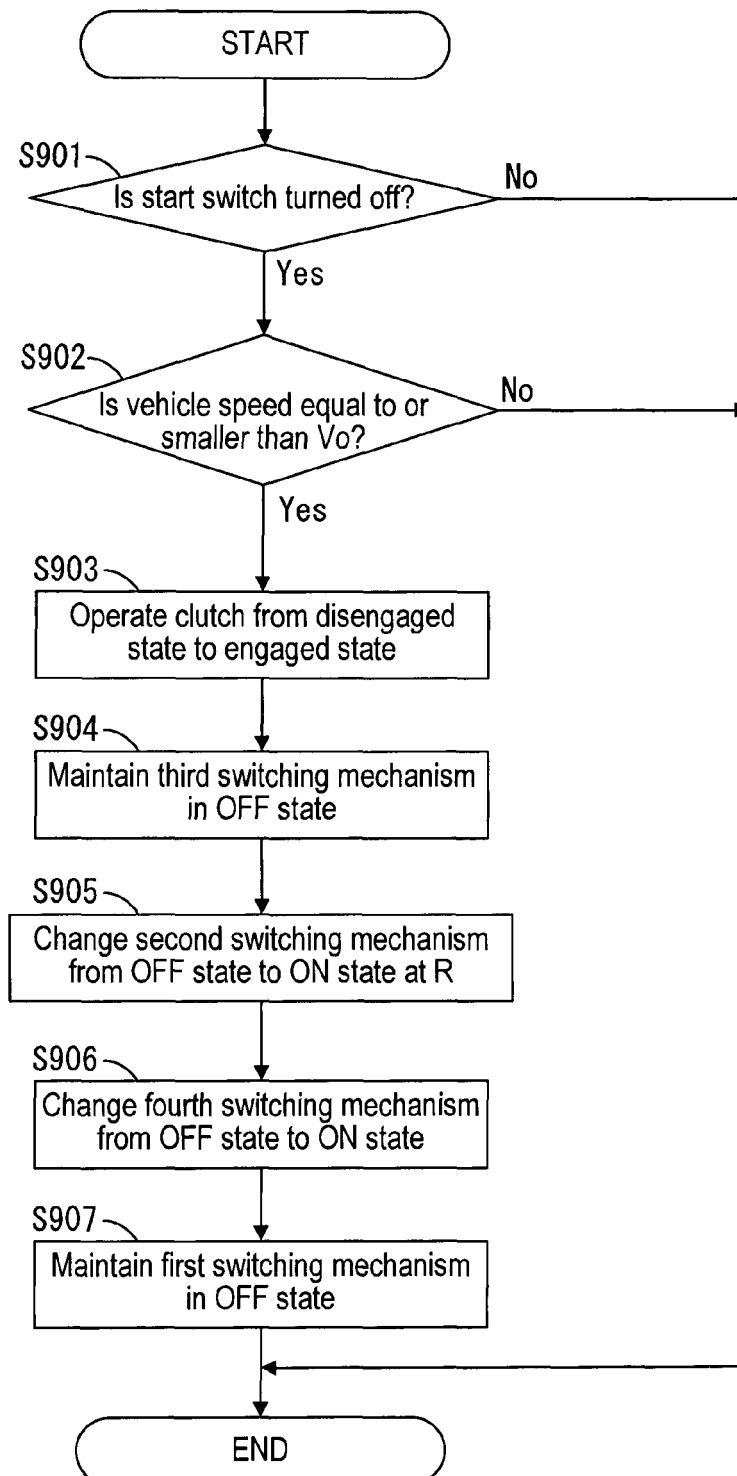 START
S901
Is start switch turned off?
No
Yes
S902
Is vehicle speed equal to or
smaller than Vo?
No
Yes
S903
Operate clutch from disengaged
state to engaged state
S904
Maintain third switching mechanism
in OFF state
S905
Change second switching mechanism
from OFF state to ON state at R
S906
Change fourth switching mechanism
from OFF state to ON state
S907
Maintain first switching mechanism
in OFF state
END